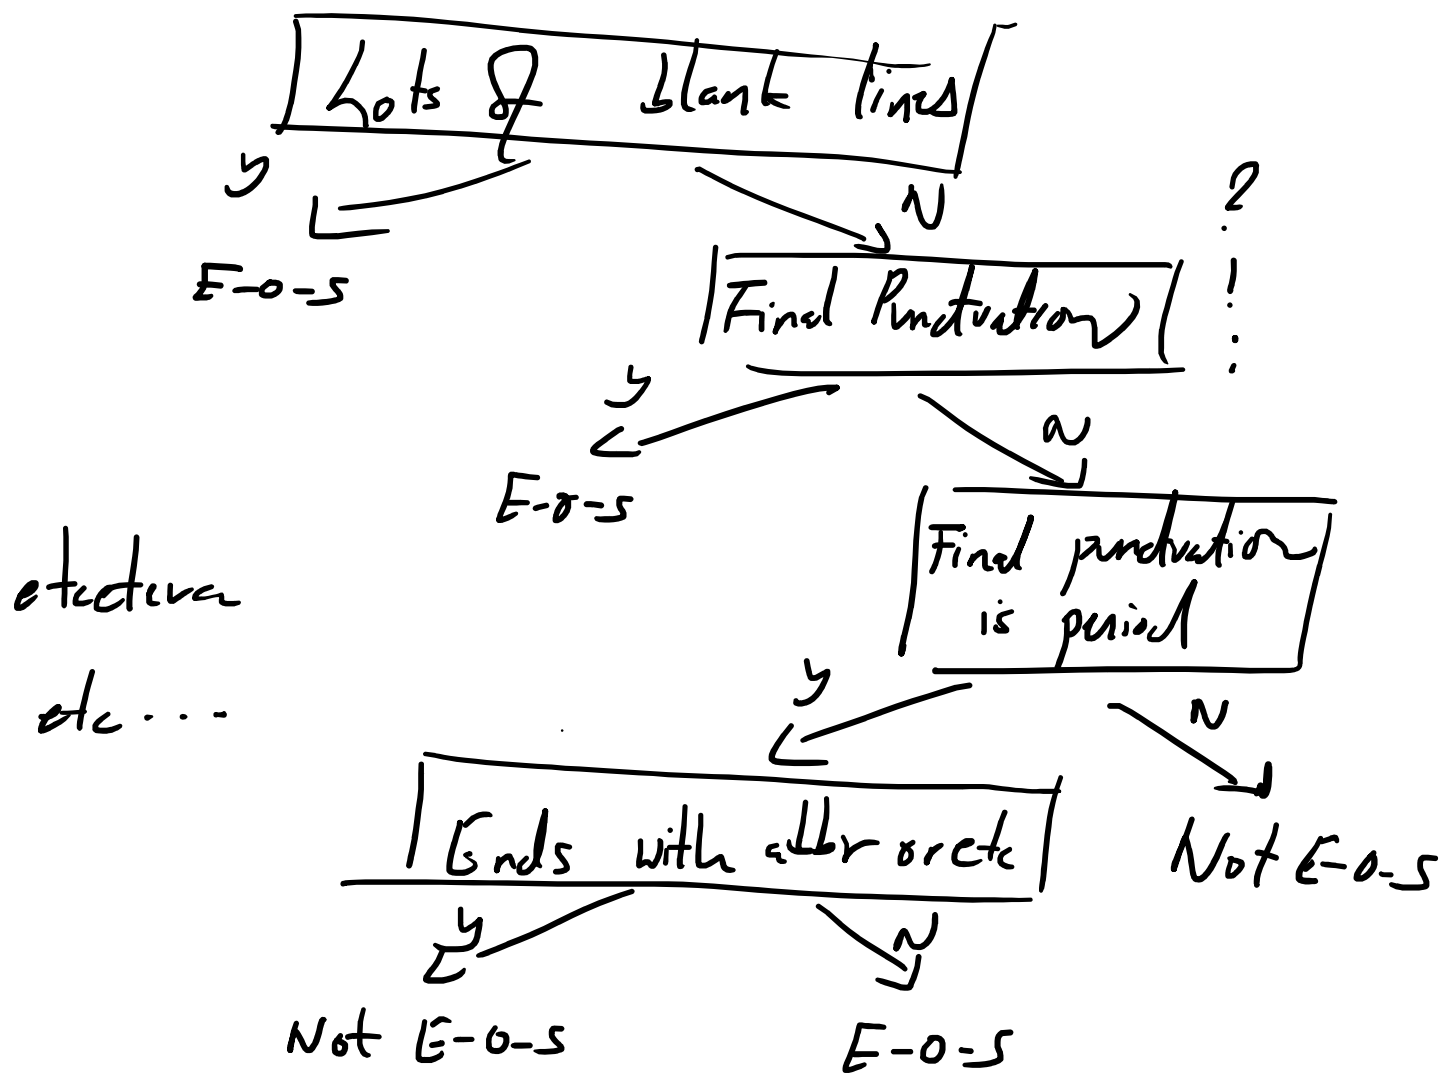 Lots of blank lines
Y
N
E-o-s
?
!
:
Final Punctuation
Y
N
E-o-s
Final punctuation
is period
etcetera
etc ....
Y
N
Ends with abbr or etc
Not E-o-s
Y
N
Not E-o-s
E-o-s